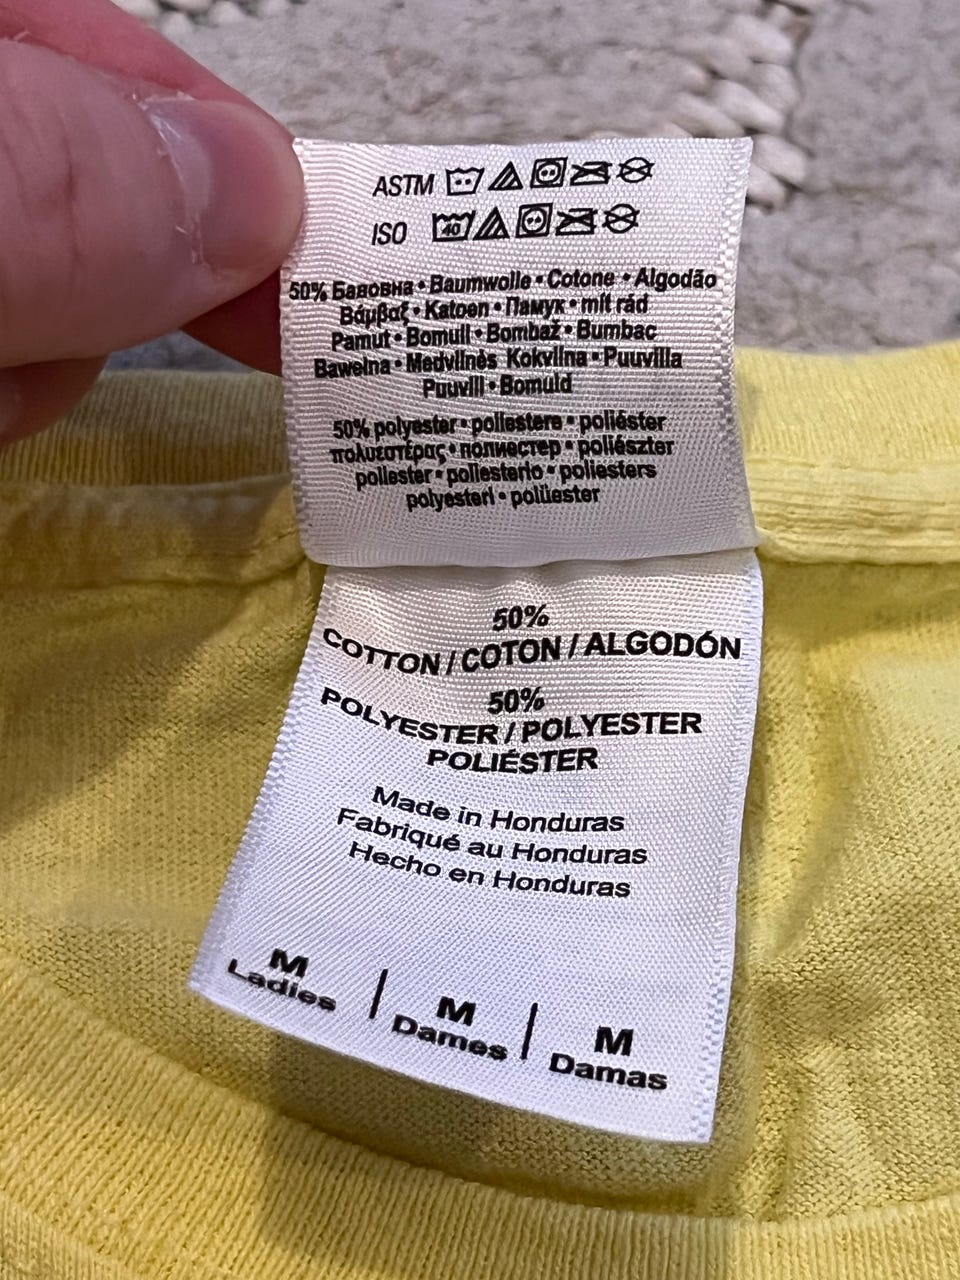 ASTM
ISO 40
50% Бавовна • Baumwolle • Cotone • Algodão
Βάμβαξ • Katoen • Памук • mit rád
Pamut • Bomull • Bombaž • Bumbac
Bawełna • Medvilnės Kokvilna • Puuvilla
Puuvill • Bomuld
50% polyester • poliestere • poliéster
πολυεστέρας • полиестер • poliészter
poliester • poliesterio • poliesters
polyesteri • polüester
50%
COTTON / COTON / ALGODÓN
50%
POLYESTER / POLYESTER
POLIÉSTER
Made in Honduras
Fabriqué au Honduras
Hecho en Honduras
M | M | M
Ladies | Dames | Damas